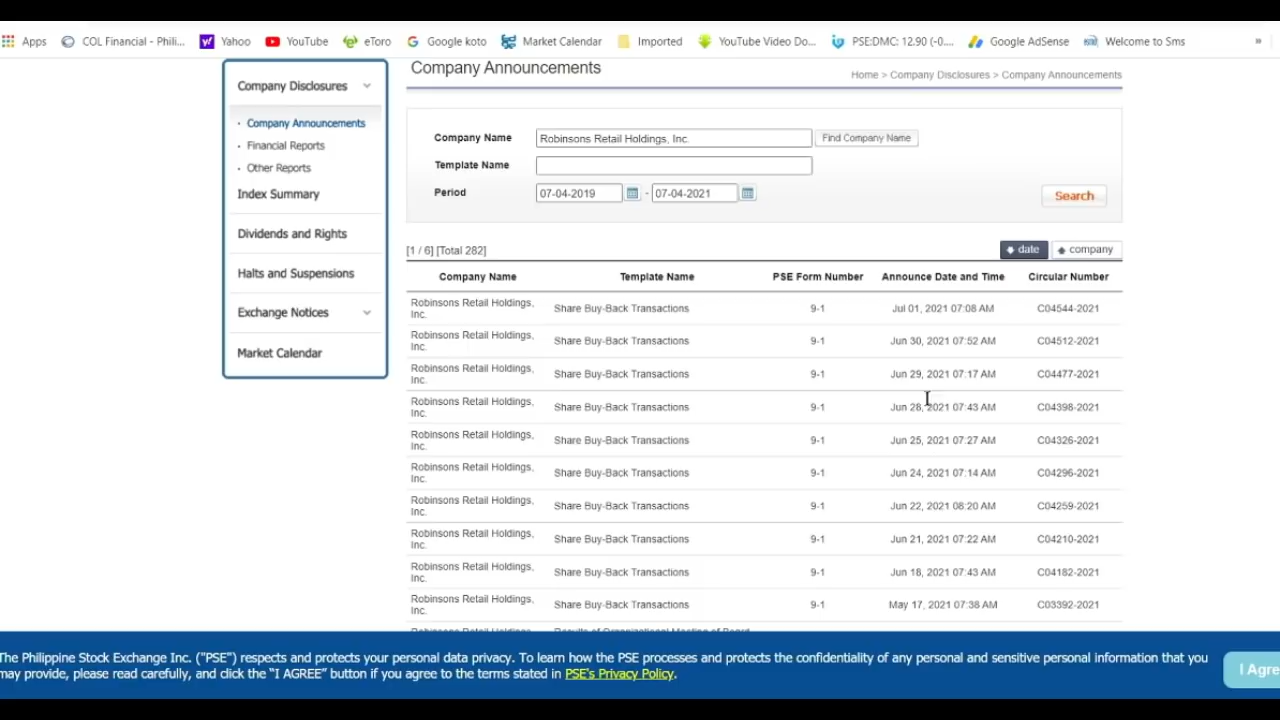 Apps COL Financial - Phili... Yahoo YouTube eToro Google koto Market Calendar Imported YouTube Video Do... PSE:DMC: 12.90 (-0.... Google AdSense Welcome to Sms »
Company Disclosures
· Company Announcements
· Financial Reports
· Other Reports
Index Summary
Dividends and Rights
Halts and Suspensions
Exchange Notices
Market Calendar
Company Announcements
Home > Company Disclosures > Company Announcements
Company Name Robinsons Retail Holdings, Inc. Find Company Name
Template Name
Period 07-04-2019 - 07-04-2021
Search
[1 / 6] [Total 282] date company
Company Name Template Name PSE Form Number Announce Date and Time Circular Number
Robinsons Retail Holdings,
Inc. Share Buy-Back Transactions 9-1 Jul 01, 2021 07:08 AM C04544-2021
Robinsons Retail Holdings,
Inc. Share Buy-Back Transactions 9-1 Jun 30, 2021 07:52 AM C04512-2021
Robinsons Retail Holdings,
Inc. Share Buy-Back Transactions 9-1 Jun 29, 2021 07:17 AM C04477-2021
Robinsons Retail Holdings,
Inc. Share Buy-Back Transactions 9-1 Jun 28, 2021 07:43 AM C04398-2021
Robinsons Retail Holdings,
Inc. Share Buy-Back Transactions 9-1 Jun 25, 2021 07:27 AM C04326-2021
Robinsons Retail Holdings,
Inc. Share Buy-Back Transactions 9-1 Jun 24, 2021 07:14 AM C04296-2021
Robinsons Retail Holdings,
Inc. Share Buy-Back Transactions 9-1 Jun 22, 2021 08:20 AM C04259-2021
Robinsons Retail Holdings,
Inc. Share Buy-Back Transactions 9-1 Jun 21, 2021 07:22 AM C04210-2021
Robinsons Retail Holdings,
Inc. Share Buy-Back Transactions 9-1 Jun 18, 2021 07:43 AM C04182-2021
Robinsons Retail Holdings,
Inc. Share Buy-Back Transactions 9-1 May 17, 2021 07:38 AM C03392-2021
Robinsons Retail Holdings, Results of Organizational Meeting of Board
The Philippine Stock Exchange Inc. ("PSE") respects and protects your personal data privacy. To learn how the PSE processes and protects the confidentiality of any personal and sensitive personal information that you
may provide, please read carefully, and click the "I AGREE" button if you agree to the terms stated in PSE's Privacy Policy.
I Agre